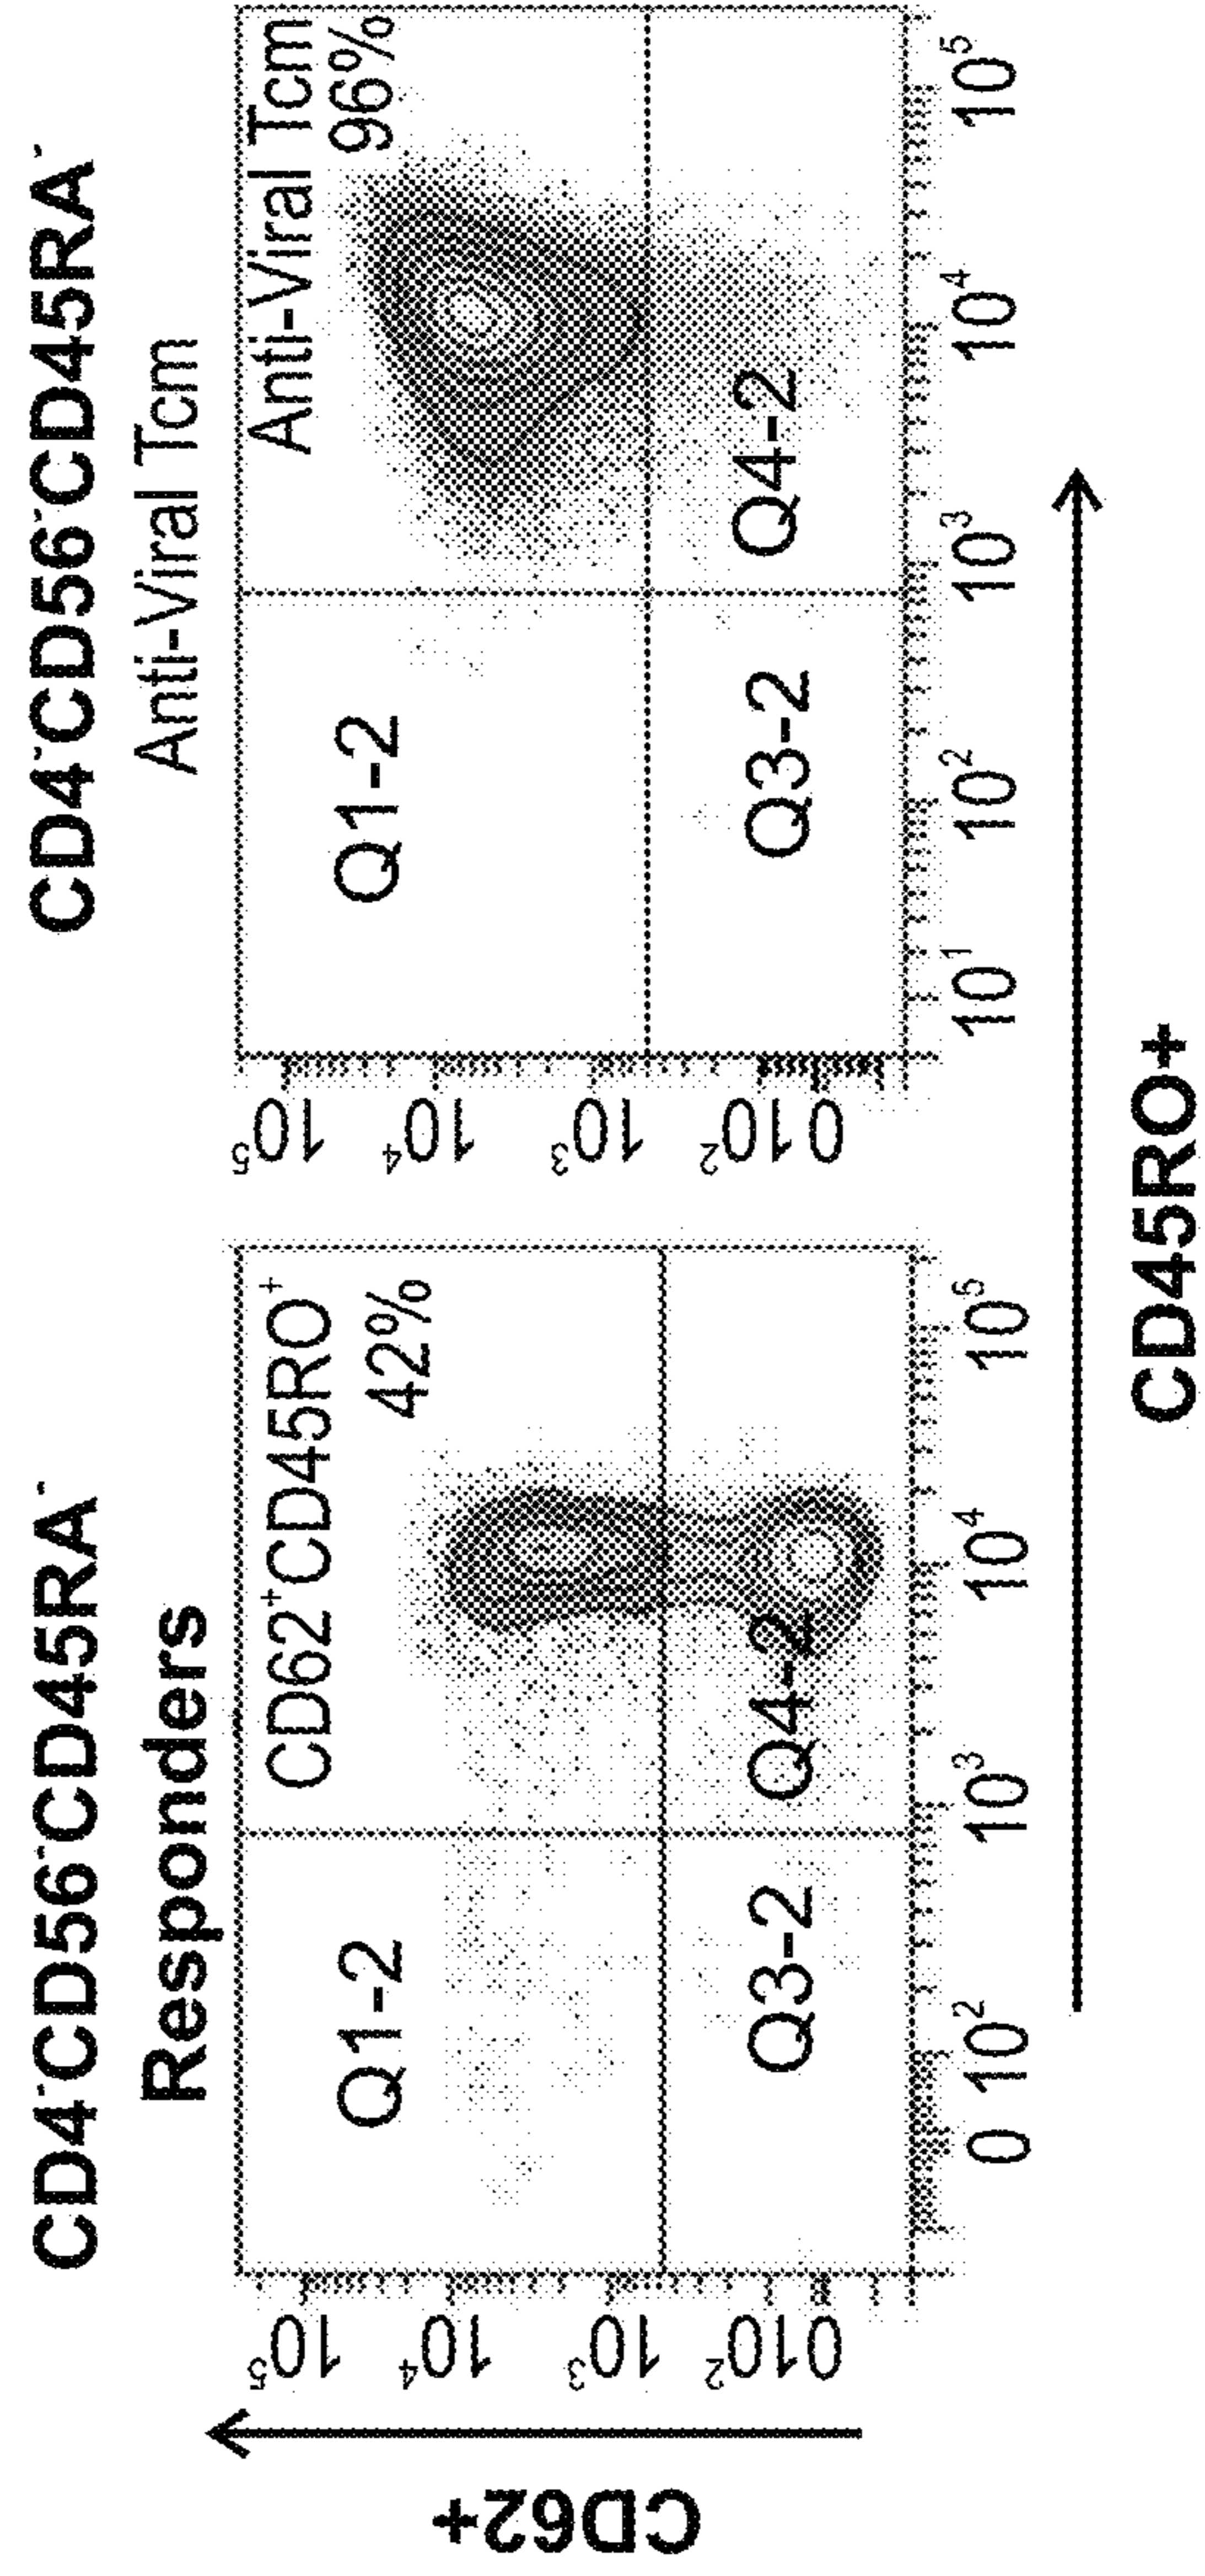 CD4⁻CD56⁻CD45RA⁻
Responders
CD62⁺CD45RO⁺
42%
Q1-2
Q3-2
Q4-2
10⁵
10⁴
10³
10²
0
0 10² 10³ 10⁴ 10⁵
CD4⁻CD56⁻CD45RA⁻
Anti-Viral Tcm
Anti-Viral Tcm
96%
Q1-2
Q3-2
Q4-2
10⁵
10⁴
10³
10²
0
10¹ 10² 10³ 10⁴ 10⁵
CD62+
CD45RO+